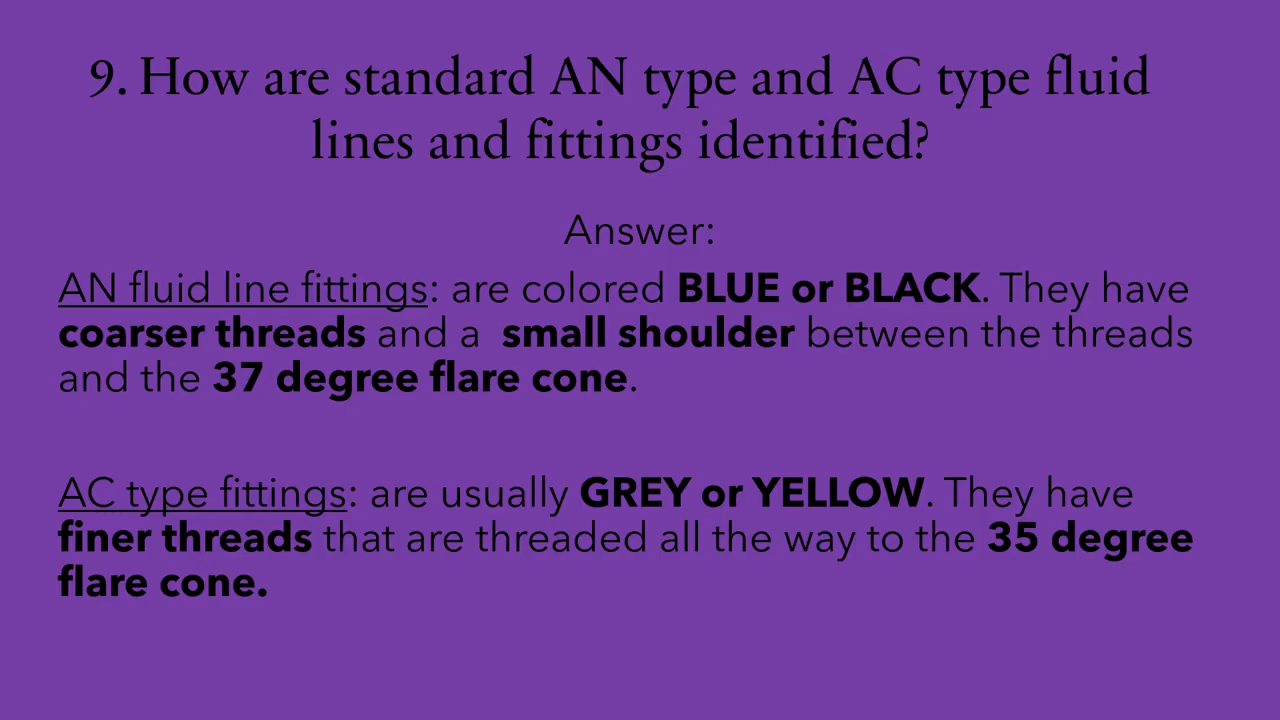 9. How are standard AN type and AC type fluid
lines and fittings identified?
Answer:
AN fluid line fittings: are colored BLUE or BLACK. They have
coarser threads and a  small shoulder between the threads
and the 37 degree flare cone.
AC type fittings: are usually GREY or YELLOW. They have
finer threads that are threaded all the way to the 35 degree
flare cone.